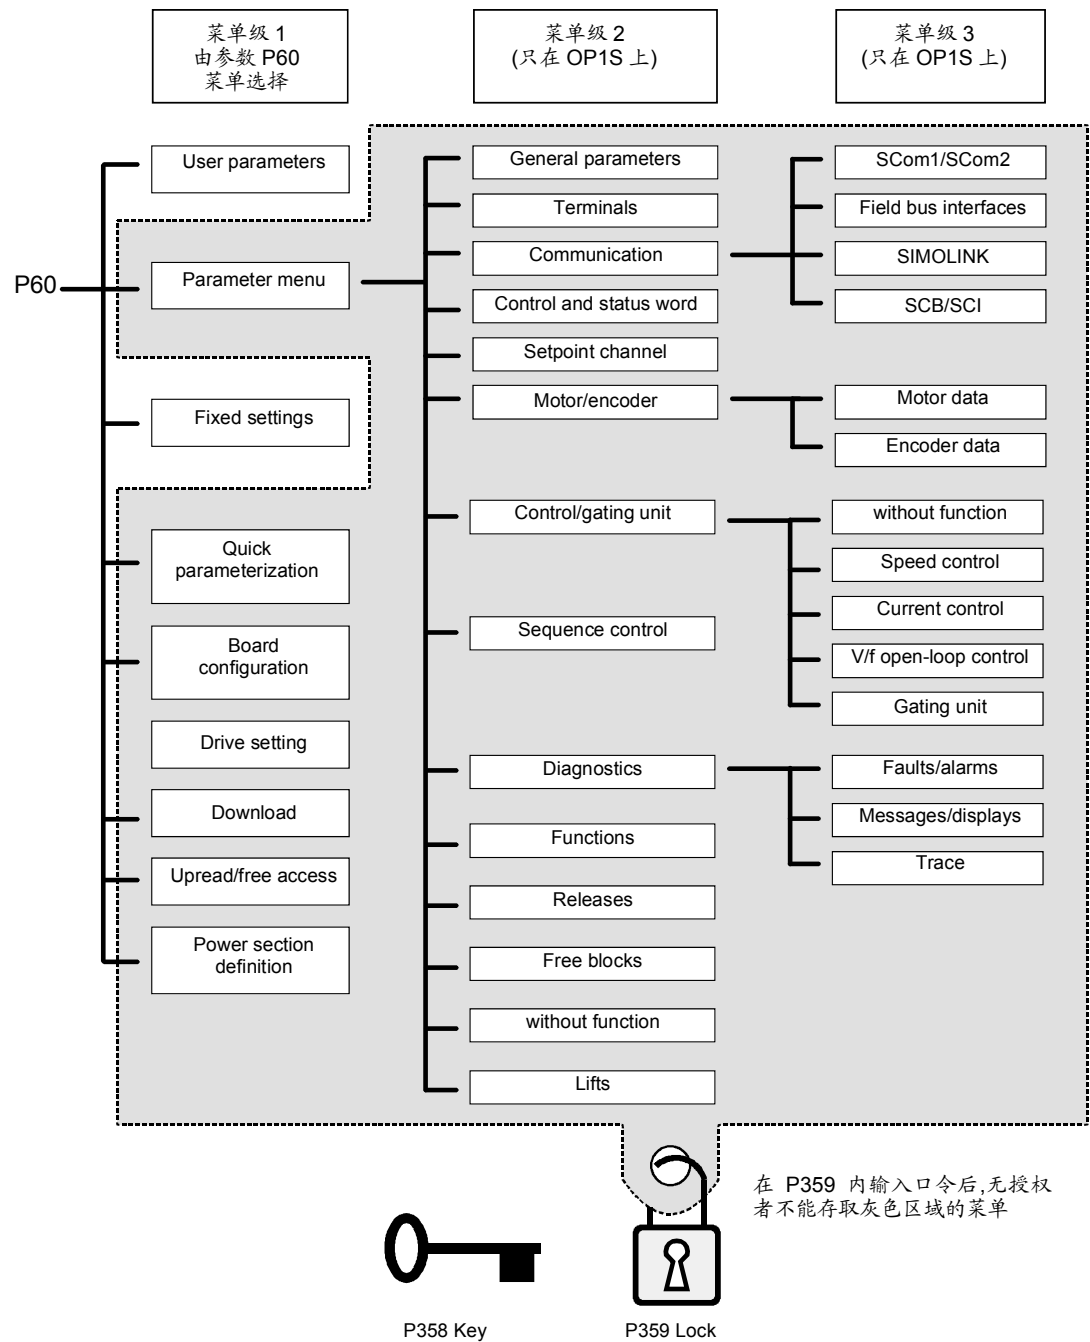 菜单级 1
由参数 P60
菜单选择
菜单级 2
(只在 OP1S 上)
菜单级 3
(只在 OP1S 上)
P60
User parameters
Parameter menu
Fixed settings
Quick
parameterization
Board
configuration
Drive setting
Download
Upread/free access
Power section
definition
General parameters
Terminals
Communication
Control and status word
Setpoint channel
Motor/encoder
Control/gating unit
Sequence control
Diagnostics
Functions
Releases
Free blocks
without function
Lifts
SCom1/SCom2
Field bus interfaces
SIMOLINK
SCB/SCI
Motor data
Encoder data
without function
Speed control
Current control
V/f open-loop control
Gating unit
Faults/alarms
Messages/displays
Trace
在 P359 内输入口令后,无授权
者不能存取灰色区域的菜单
P358 Key
P359 Lock